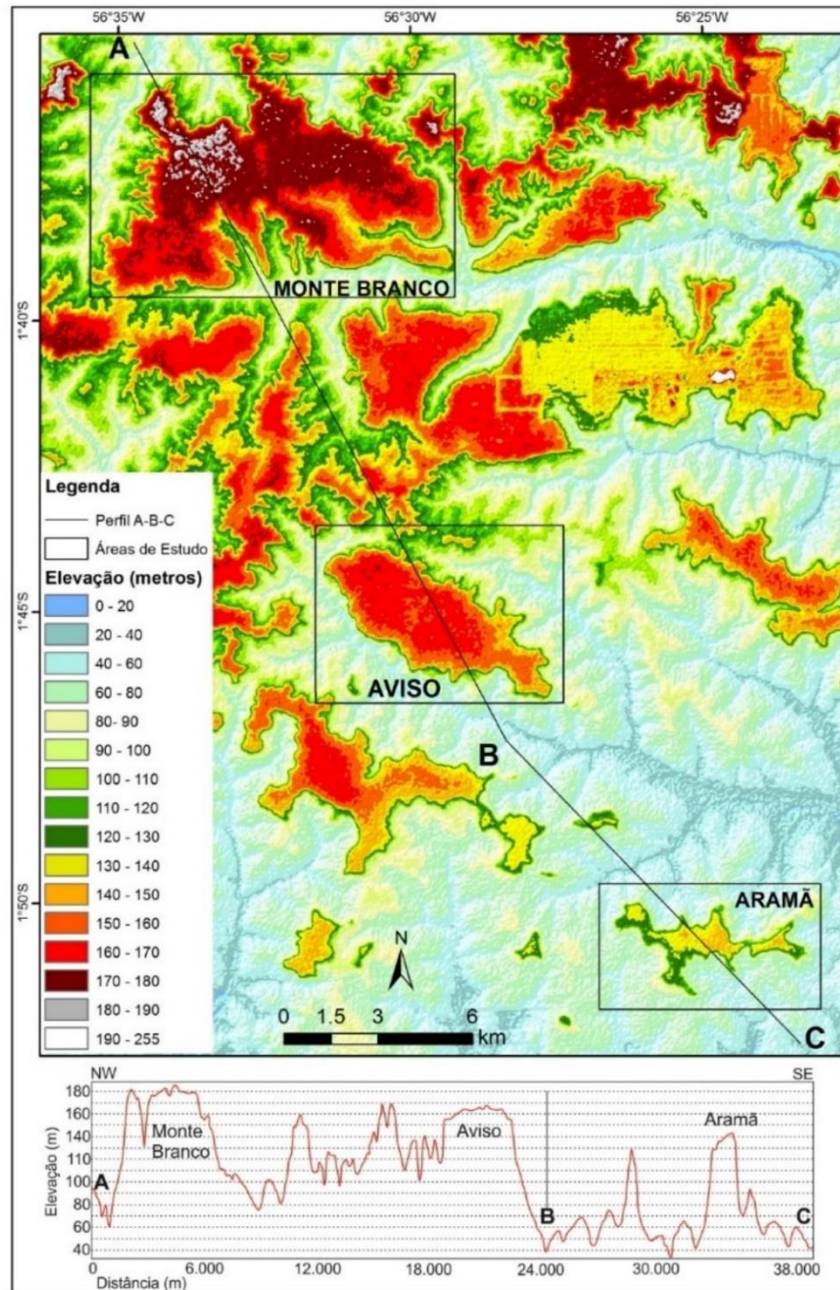 56°35'W 56°30'W 56°25'W
A
MONTE BRANCO
1°40'S
Legenda
Perfil A-B-C
Áreas de Estudo
Elevação (metros)
0 - 20
20 - 40
40 - 60
60 - 80
80- 90
90 - 100
100 - 110
110 - 120
120 - 130
130 - 140
140 - 150
150 - 160
160 - 170
170 - 180
180 - 190
190 - 255
1°45'S
AVISO
B
1°50'S
ARAMÃ
N
0 1.5 3 6
km
C
NW SE
180
160
140
120
100
80
60
40
Elevação (m)
Monte
Branco
Aviso
Aramã
A
B
C
0 6.000 12.000 18.000 24.000 30.000 38.000
Distância (m)